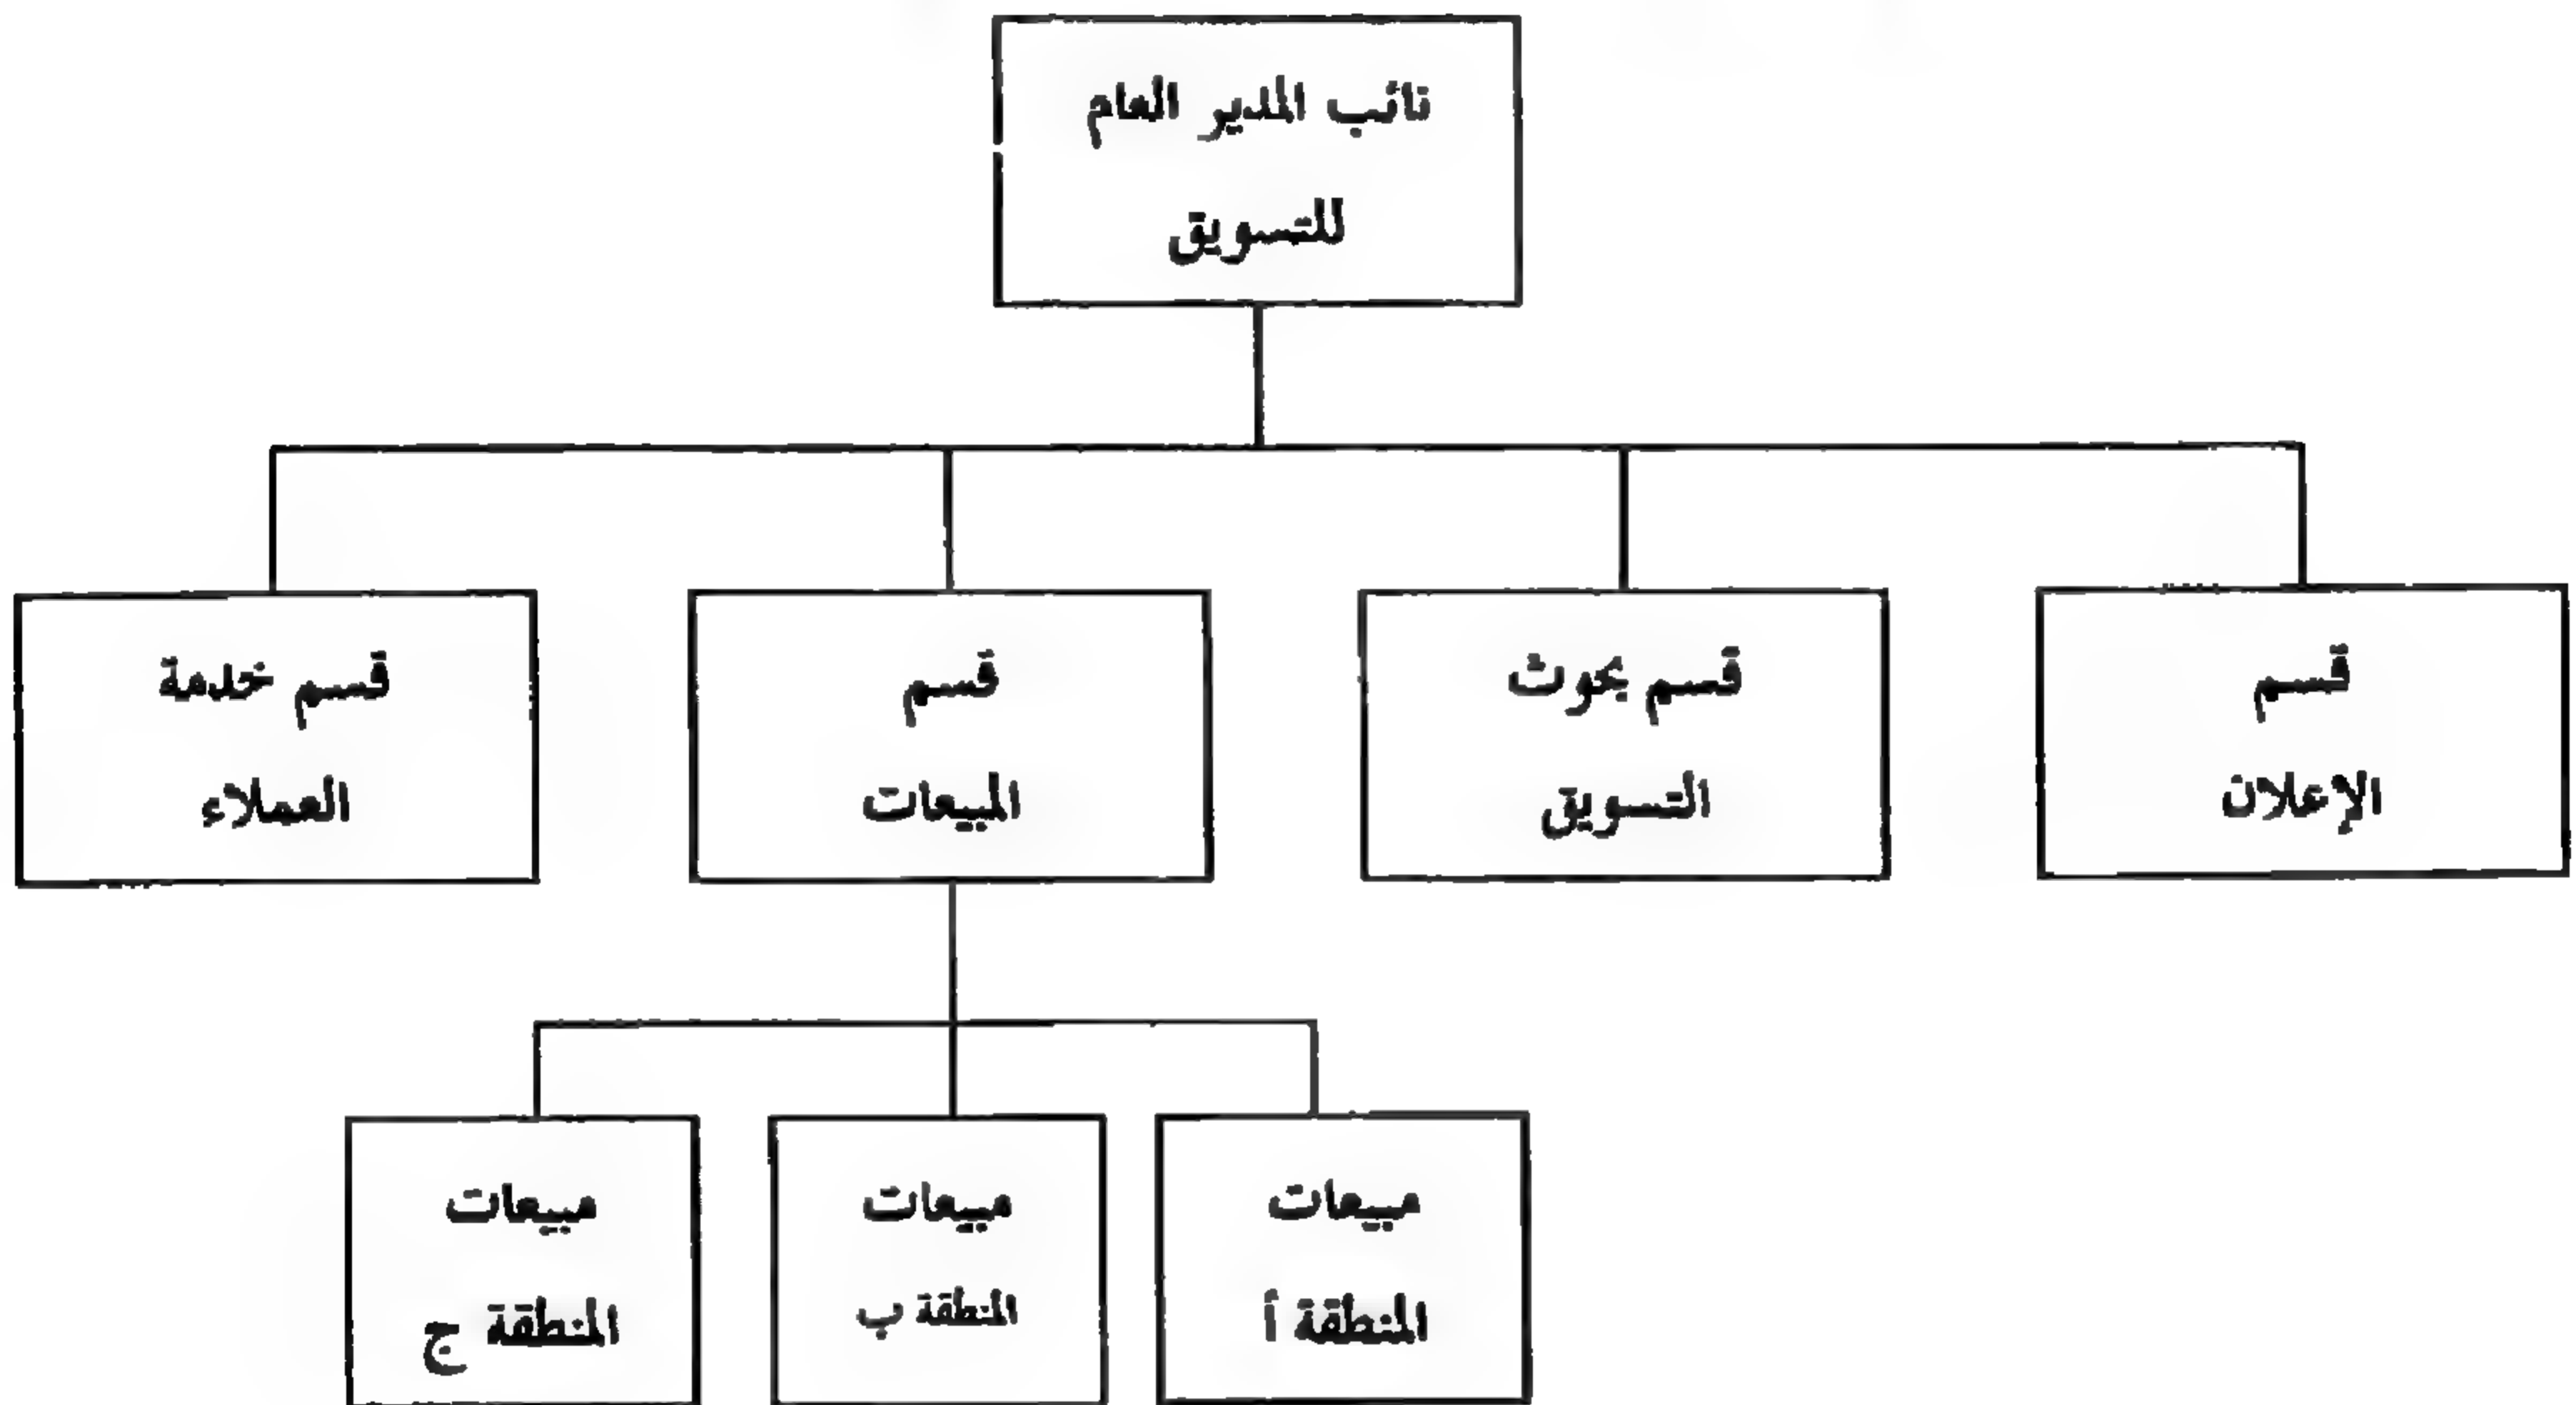 نائب المدير العام
للتسويق
قسم
الإعلان
قسم بحوث
التسويق
قسم
المبيعات
قسم خدمة
العملاء
مبيعات
المنطقة أ
مبيعات
المنطقة ب
مبيعات
المنطقة ج